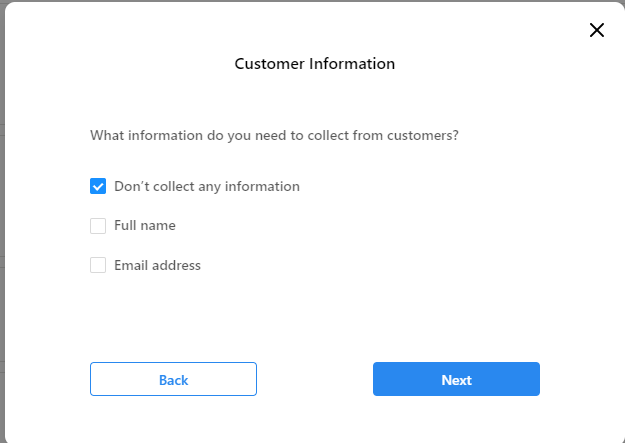 Customer Information
What information do you need to collect from customers?
Don't collect any information
Full name
Email address
Back
Next